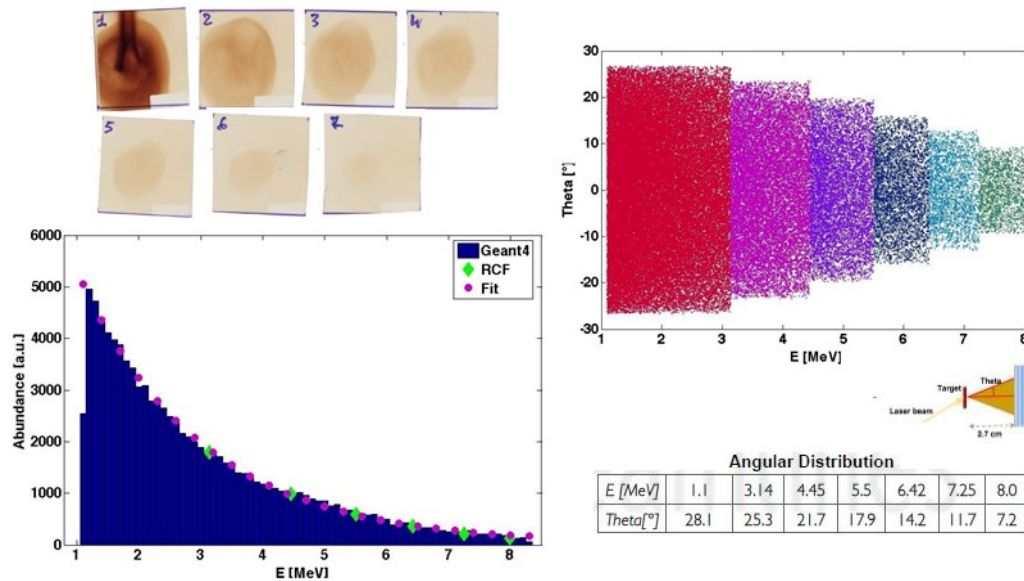 1
2
3
4
5
6
7
6000
5000
4000
3000
2000
1000
0
Abundance [a.u.]
Geant4
RCF
Fit
1 2 3 4 5 6 7 8
E [MeV]
30
20
10
0
-10
-20
-30
Theta [°]
1 2 3 4 5 6 7 8
E [MeV]
Target
Theta
Laser beam
2.7 cm
Angular Distribution
E [MeV] 1.1 3.14 4.45 5.5 6.42 7.25 8.0
Theta[°] 28.1 25.3 21.7 17.9 14.2 11.7 7.2